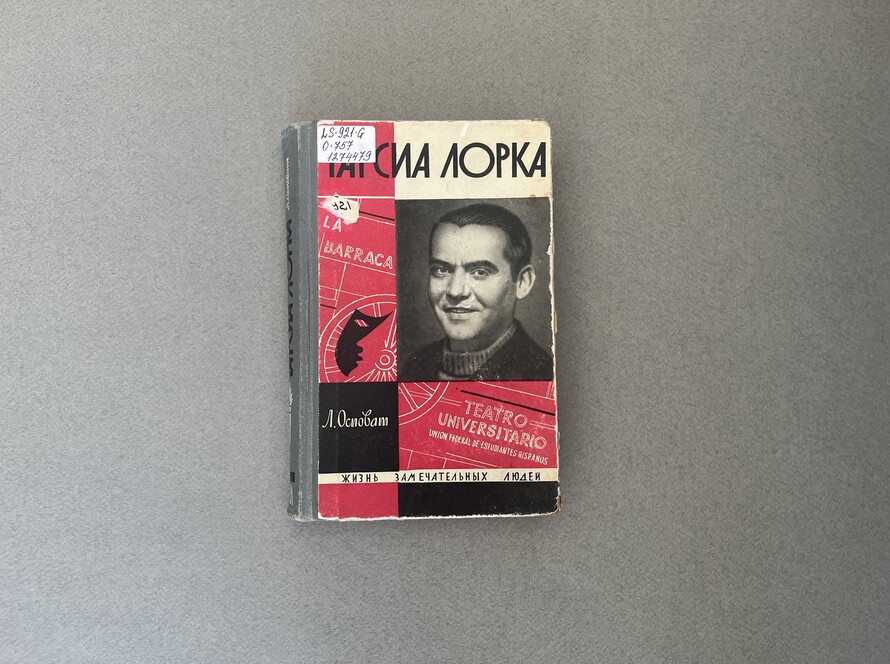 LS·921·G
О·757
1274479
ГАРСИА ЛОРКА
921
LA
BARRACA
Л. Осповат
TEATRO
UNIVERSITARIO
UNION FEDERAL DE ESTUDIANTES HISPANOS
ЖИЗНЬ ЗАМЕЧАТЕЛЬНЫХ ЛЮДЕЙ